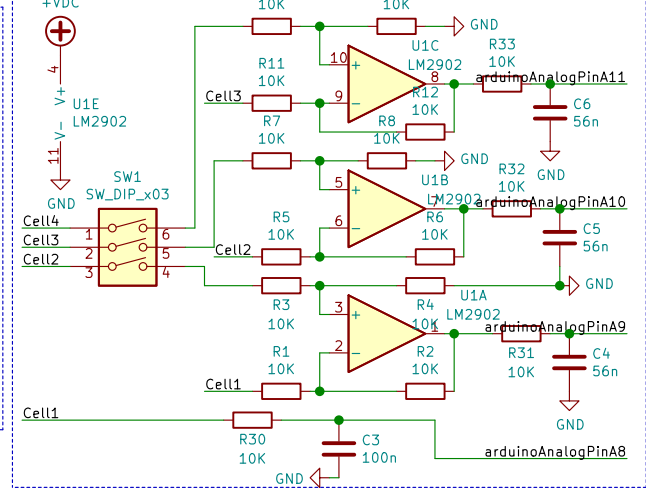 +VDC
10K
10K
GND
4
V+
U1E
LM2902
V-
11
GND
10
9
8
U1C
LM2902
R11
10K
Cell3
R12
10K
R33
10K
arduinoAnalogPinA11
C6
56n
GND
R7
10K
R8
10K
GND
SW1
SW_DIP_x03
Cell4
Cell3
Cell2
1
2
3
6
5
4
5
6
7
U1B
LM2902
R5
10K
Cell2
R6
10K
R32
10K
arduinoAnalogPinA10
C5
56n
GND
R3
10K
R4
10K
U1A
LM2902
3
2
1
R1
10K
R2
10K
Cell1
arduinoAnalogPinA9
R31
10K
C4
56n
GND
Cell1
R30
10K
C3
100n
GND
arduinoAnalogPinA8